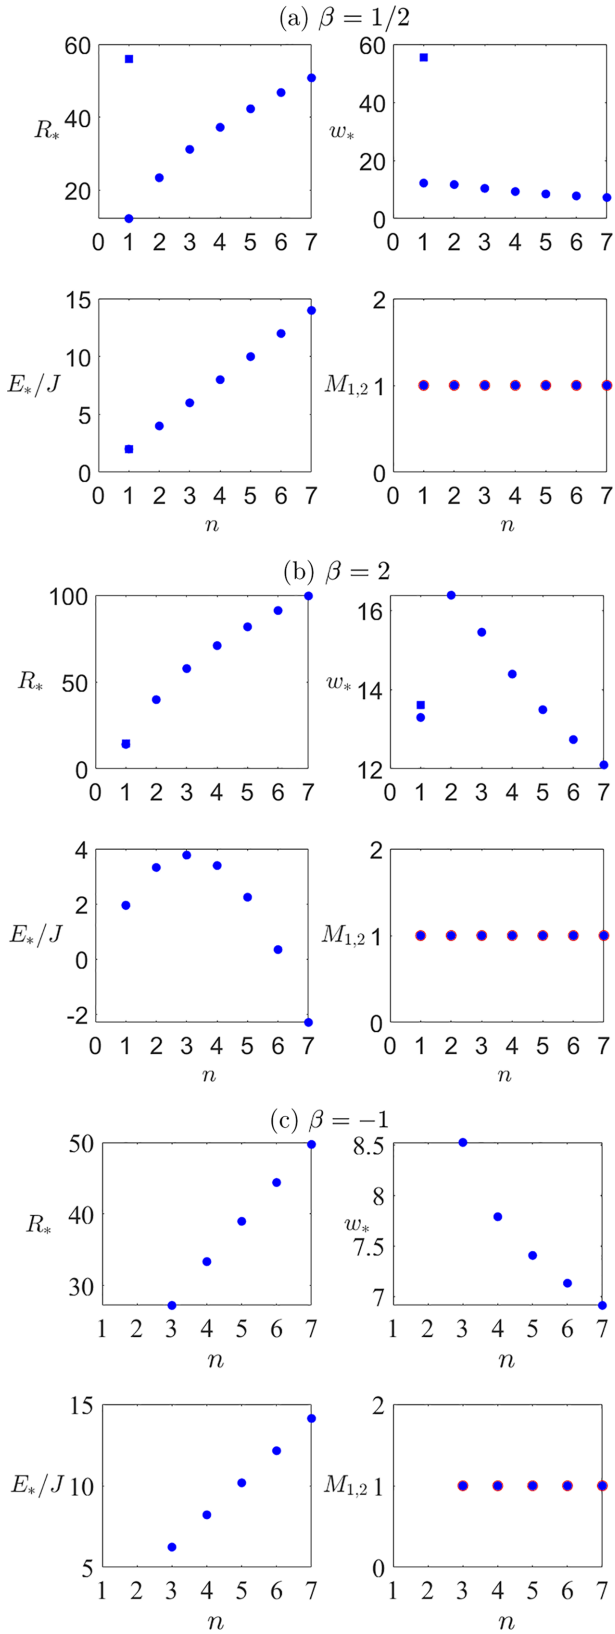 (a) β = 1/2
60
40
20
R*
0 1 2 3 4 5 6 7
60
40
20
0
w*
0 1 2 3 4 5 6 7
15
10
5
0
E*/J
0 1 2 3 4 5 6 7
n
2
1
0
M1,2
0 1 2 3 4 5 6 7
n
(b) β = 2
100
50
0
R*
0 1 2 3 4 5 6 7
16
14
12
w*
0 1 2 3 4 5 6 7
4
2
0
-2
E*/J
0 1 2 3 4 5 6 7
n
2
1
0
M1,2
0 1 2 3 4 5 6 7
n
(c) β = −1
50
40
30
R*
1 2 3 4 5 6 7
n
8.5
8
7.5
7
w*
1 2 3 4 5 6 7
n
15
10
5
E*/J
1 2 3 4 5 6 7
n
2
1
0
M1,2
1 2 3 4 5 6 7
n